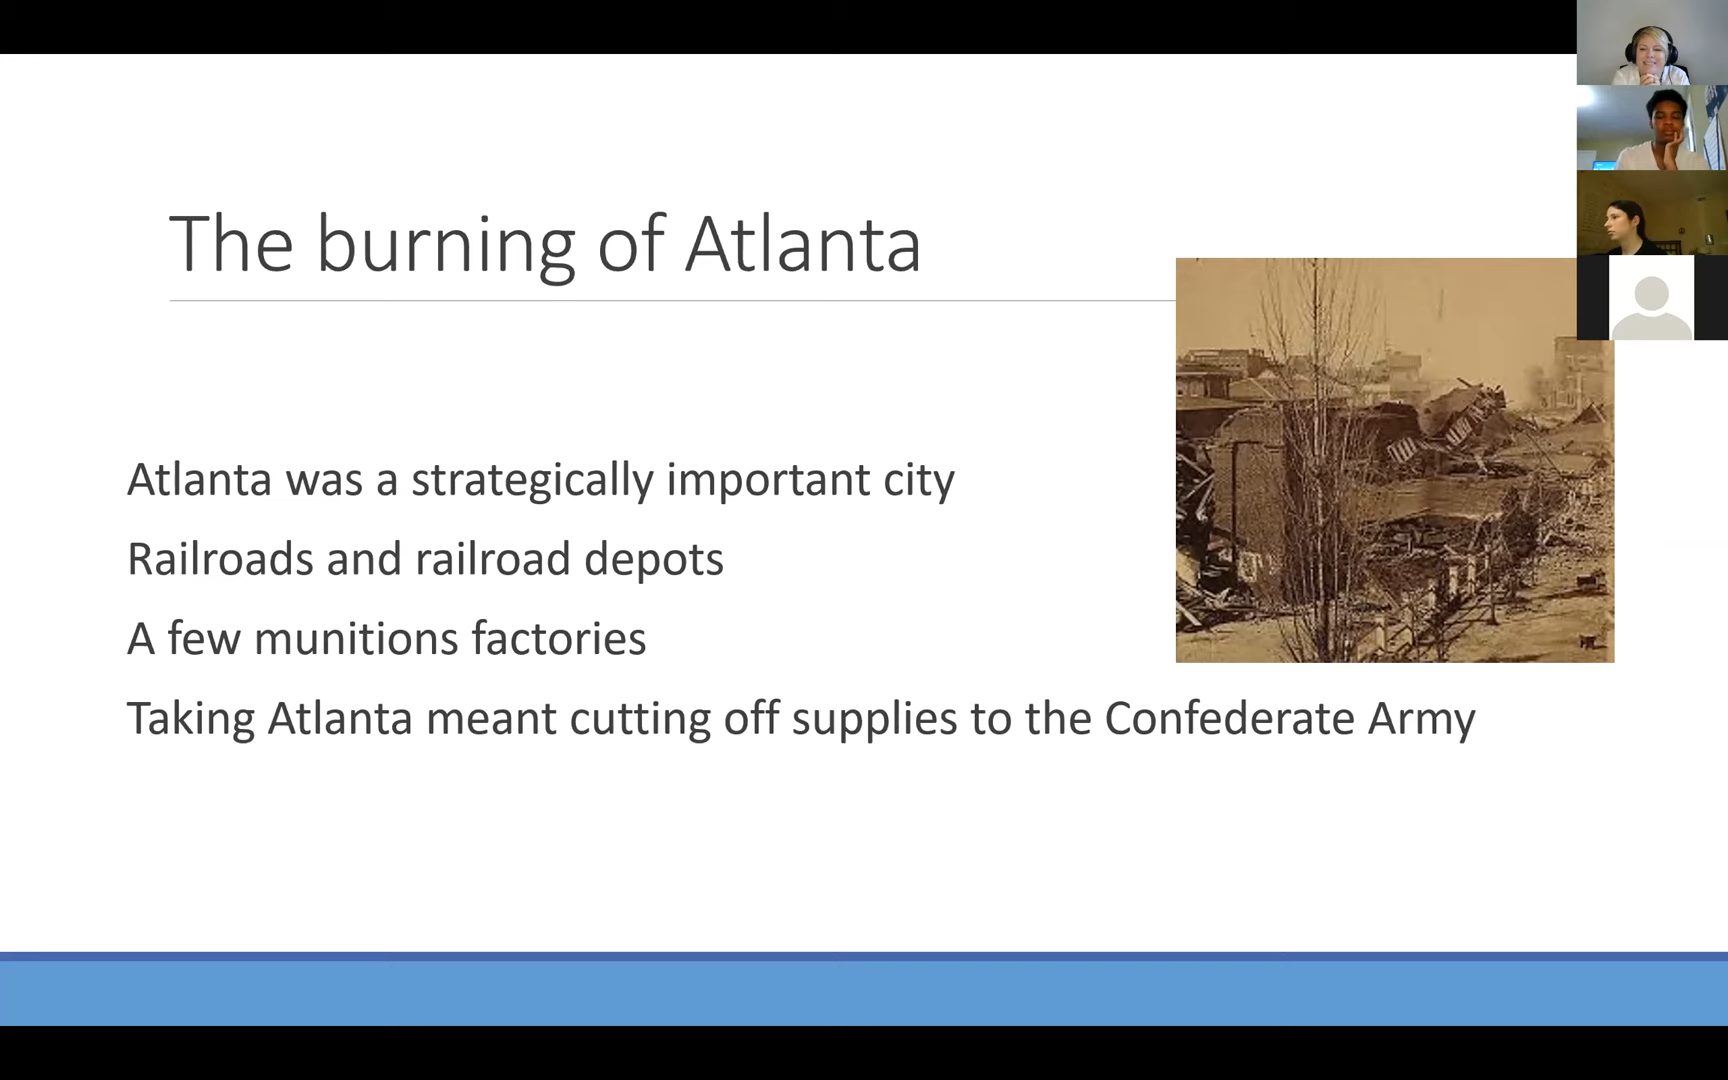 The burning of Atlanta
Atlanta was a strategically important city
Railroads and railroad depots
A few munitions factories
Taking Atlanta meant cutting off supplies to the Confederate Army